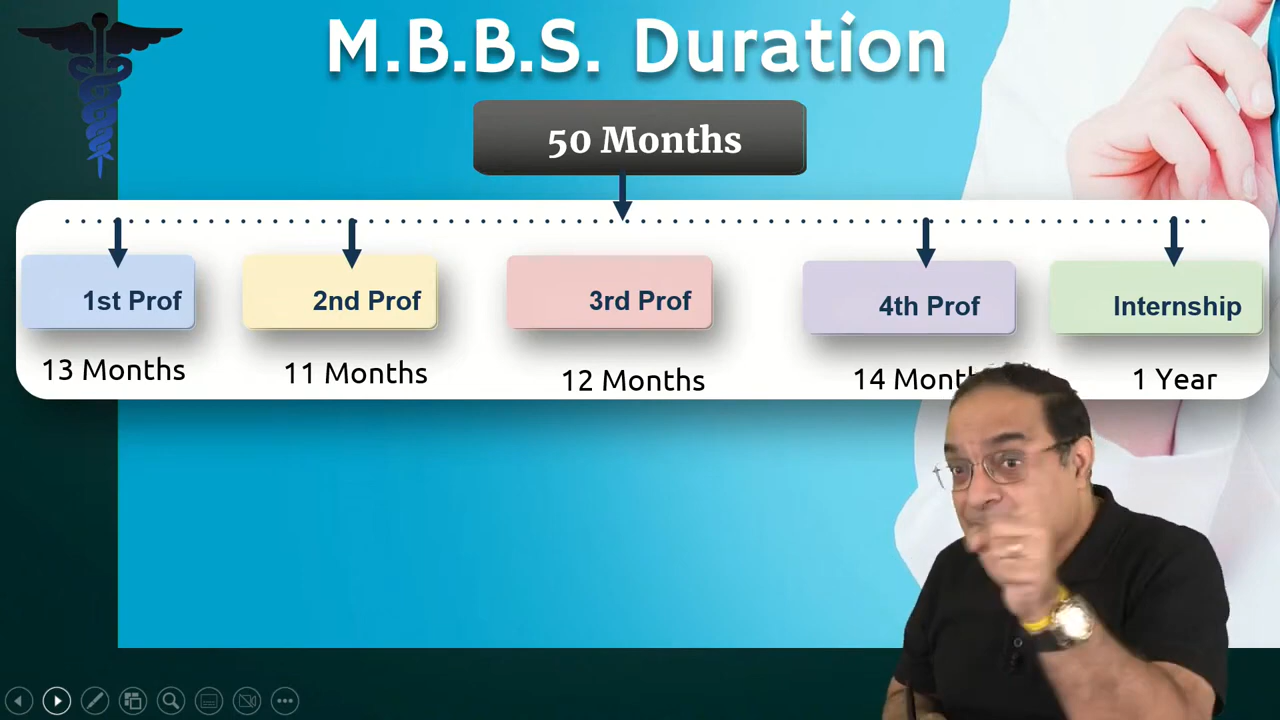 M.B.B.S. Duration
50 Months
1st Prof
2nd Prof
3rd Prof
4th Prof
Internship
13 Months
11 Months
12 Months
14
1 Year